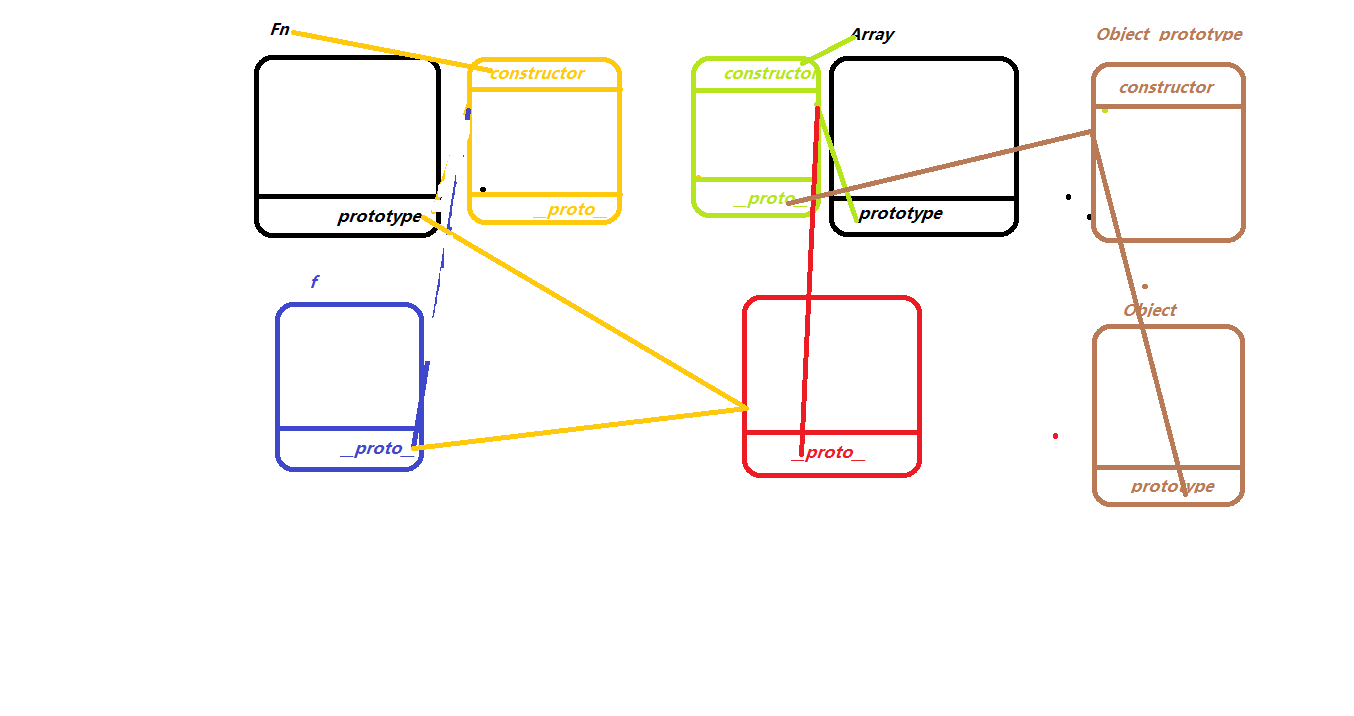 Fn
Array
Object prototype
constructor
constructor
constructor
prototype
__proto__
__proto__
prototype
f
Object
__proto__
__proto__
prototype